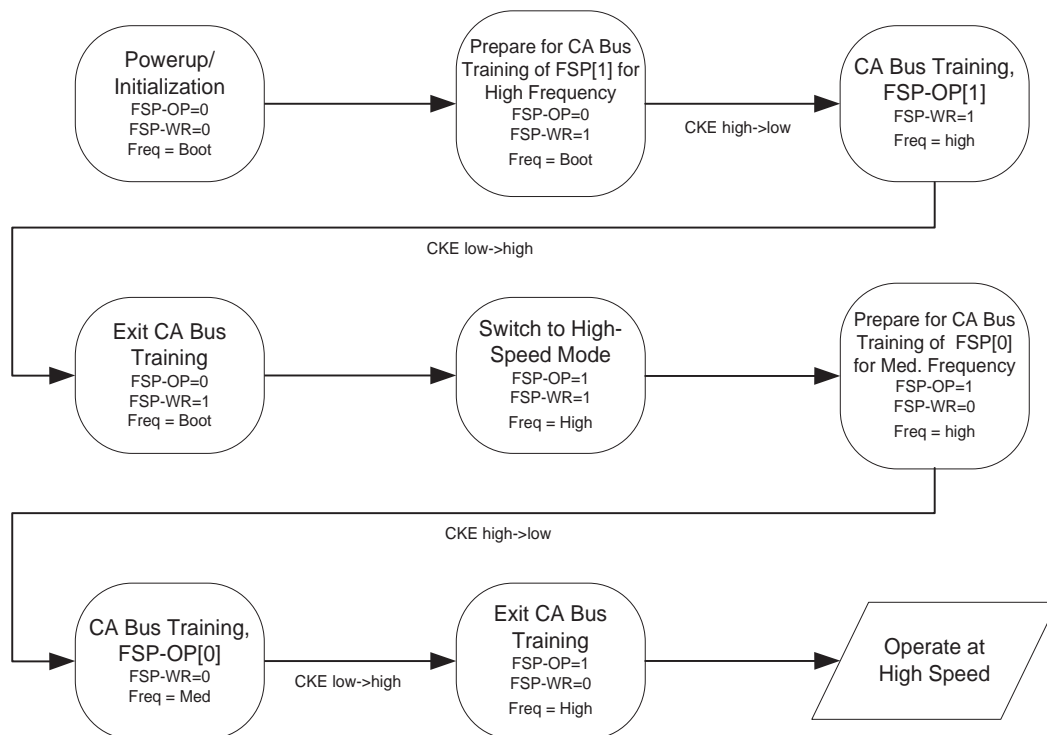 Powerup/
Initialization
FSP-OP=0
FSP-WR=0
Freq = Boot
Prepare for CA Bus
Training of FSP[1] for
High Frequency
FSP-OP=0
FSP-WR=1
Freq = Boot
CKE high->low
CA Bus Training,
FSP-OP[1]
FSP-WR=1
Freq = high
CKE low->high
Exit CA Bus
Training
FSP-OP=0
FSP-WR=1
Freq = Boot
Switch to High-
Speed Mode
FSP-OP=1
FSP-WR=1
Freq = High
Prepare for CA Bus
Training of FSP[0]
for Med. Frequency
FSP-OP=1
FSP-WR=0
Freq = high
CKE high->low
CA Bus Training,
FSP-OP[0]
FSP-WR=0
Freq = Med
CKE low->high
Exit CA Bus
Training
FSP-OP=1
FSP-WR=0
Freq = High
Operate at
High Speed